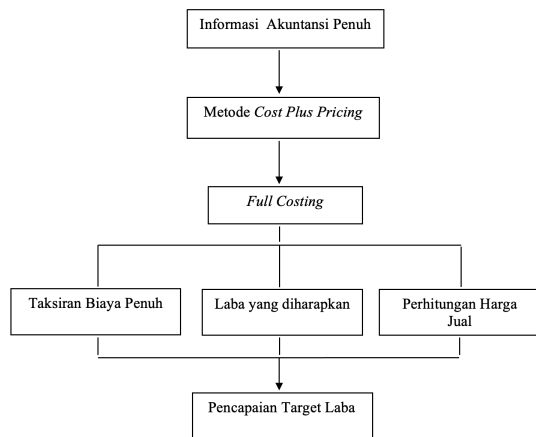 Informasi Akuntansi Penuh
Metode Cost Plus Pricing
Full Costing
Taksiran Biaya Penuh
Laba yang diharapkan
Perhitungan Harga
Jual
Pencapaian Target Laba